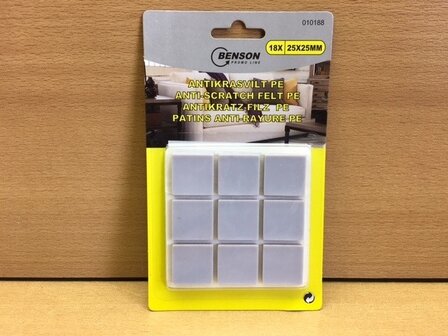 010188
BENSON
PROMO LINE
18X 25X25MM
ANTIKRASVILT PE
ANTI-SCRATCH FELT PE
ANTIKRATZ-FILZ PE
PATINS ANTI-RAYURE-PE